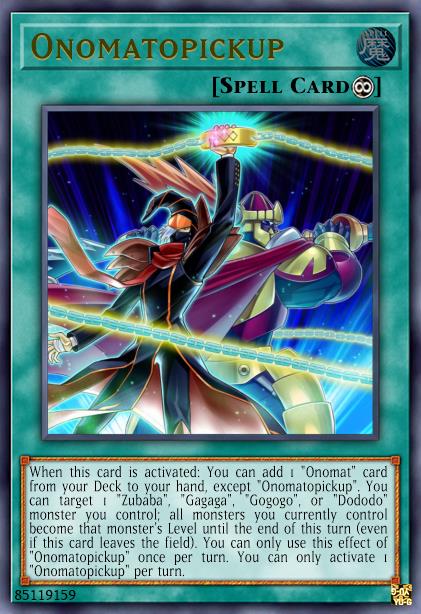 ONOMATOPICKUP
SPELL
魔
[SPELL CARD♾]
When this card is activated: You can add 1 "Onomat" card
from your Deck to your hand, except "Onomatopickup". You
can target 1 "Zubaba", "Gagaga", "Gogogo", or "Dododo"
monster you control; all monsters you currently control
become that monster's Level until the end of this turn (even
if this card leaves the field). You can only use this effect of
"Onomatopickup" once per turn. You can only activate 1
"Onomatopickup" per turn.
85119159